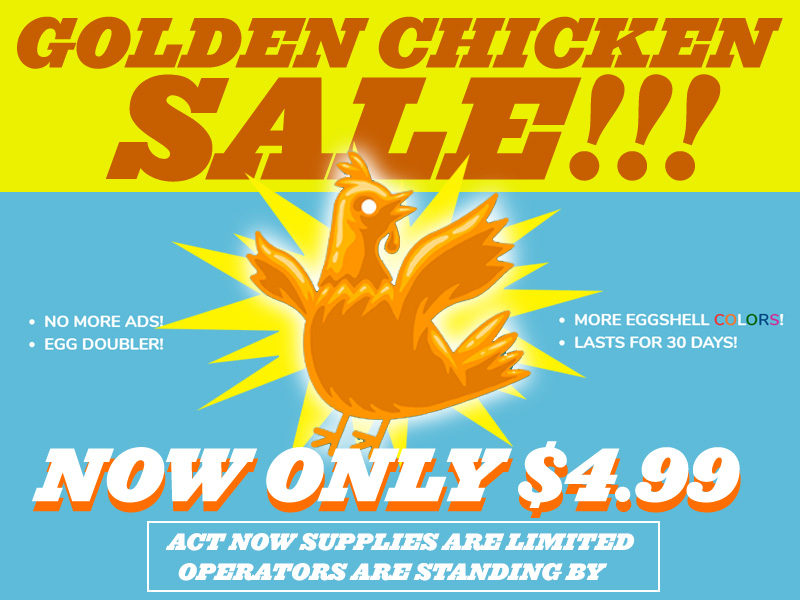 GOLDEN CHICKEN
SALE!!!
• NO MORE ADS!
• EGG DOUBLER!
• MORE EGGSHELL COLORS!
• LASTS FOR 30 DAYS!
NOW ONLY $4.99
ACT NOW SUPPLIES ARE LIMITED
OPERATORS ARE STANDING BY